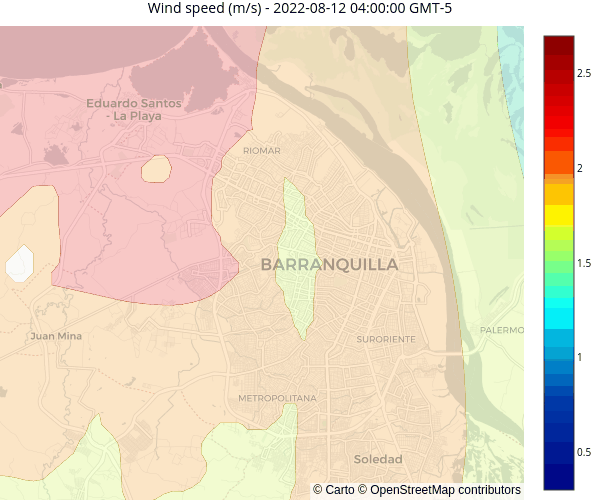 Wind speed (m/s) - 2022-08-12 04:00:00 GMT-5
Eduardo Santos
- La Playa
RIOMAR
BARRANQUILLA
Juan Mina
SURORIENTE
PALERMO
METROPOLITANA
Soledad
© Carto © OpenStreetMap contributors
2.5
2
1.5
1
0.5